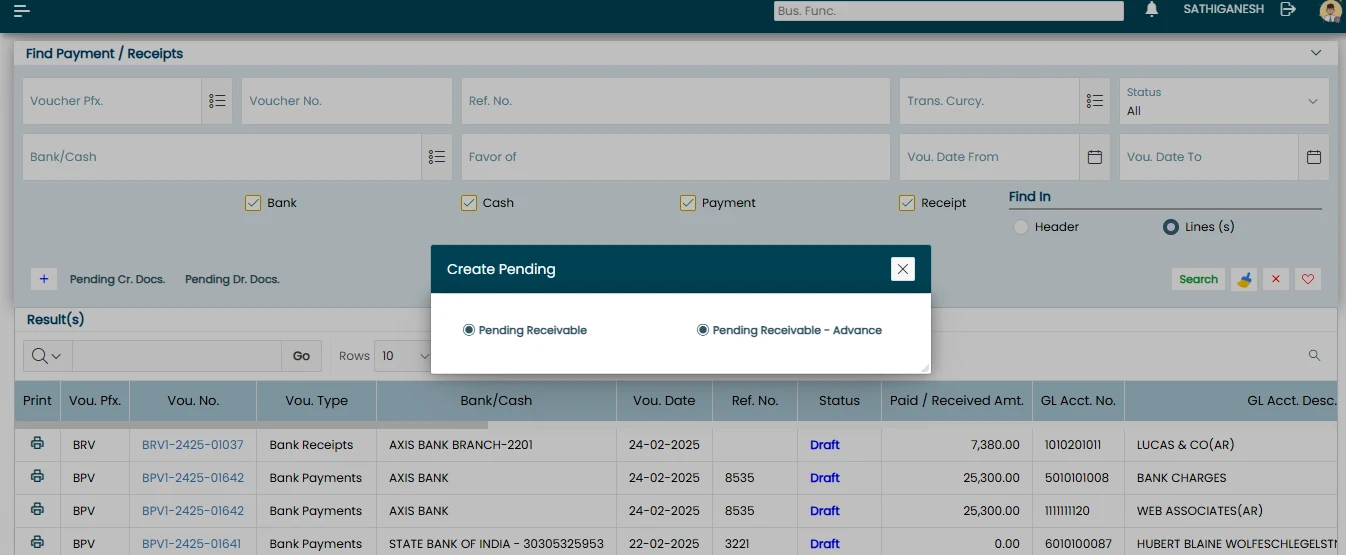 Bus. Func.
SATHIGANESH
Find Payment / Receipts
Voucher Pfx.
Voucher No.
Ref. No.
Trans. Curcy.
Status
All
Bank/Cash
Favor of
Vou. Date From
Vou. Date To
Bank
Cash
Payment
Receipt
Find In
Header
Lines (s)
Create Pending
+ Pending Cr. Docs. Pending Dr. Docs.
Search
Pending Receivable
Pending Receivable - Advance
Result(s)
Go
Rows 10
Print Vou. Pfx. Vou. No. Vou. Type Bank/Cash Vou. Date Ref. No. Status Paid / Received Amt. GL Acct. No. GL Acct. Desc.
BRV BRV1-2425-01037 Bank Receipts AXIS BANK BRANCH-2201 24-02-2025 Draft 7,380.00 1010201011 LUCAS & CO(AR)
BPV BPV1-2425-01642 Bank Payments AXIS BANK 24-02-2025 8535 Draft 25,300.00 5010101008 BANK CHARGES
BPV BPV1-2425-01642 Bank Payments AXIS BANK 24-02-2025 8535 Draft 25,300.00 1111111120 WEB ASSOCIATES(AR)
BPV BPV1-2425-01641 Bank Payments STATE BANK OF INDIA - 30105325953 22-02-2025 3221 Draft 0.00 6010100087 HUBERT BLAINE WOLFESCHLEGELSTN